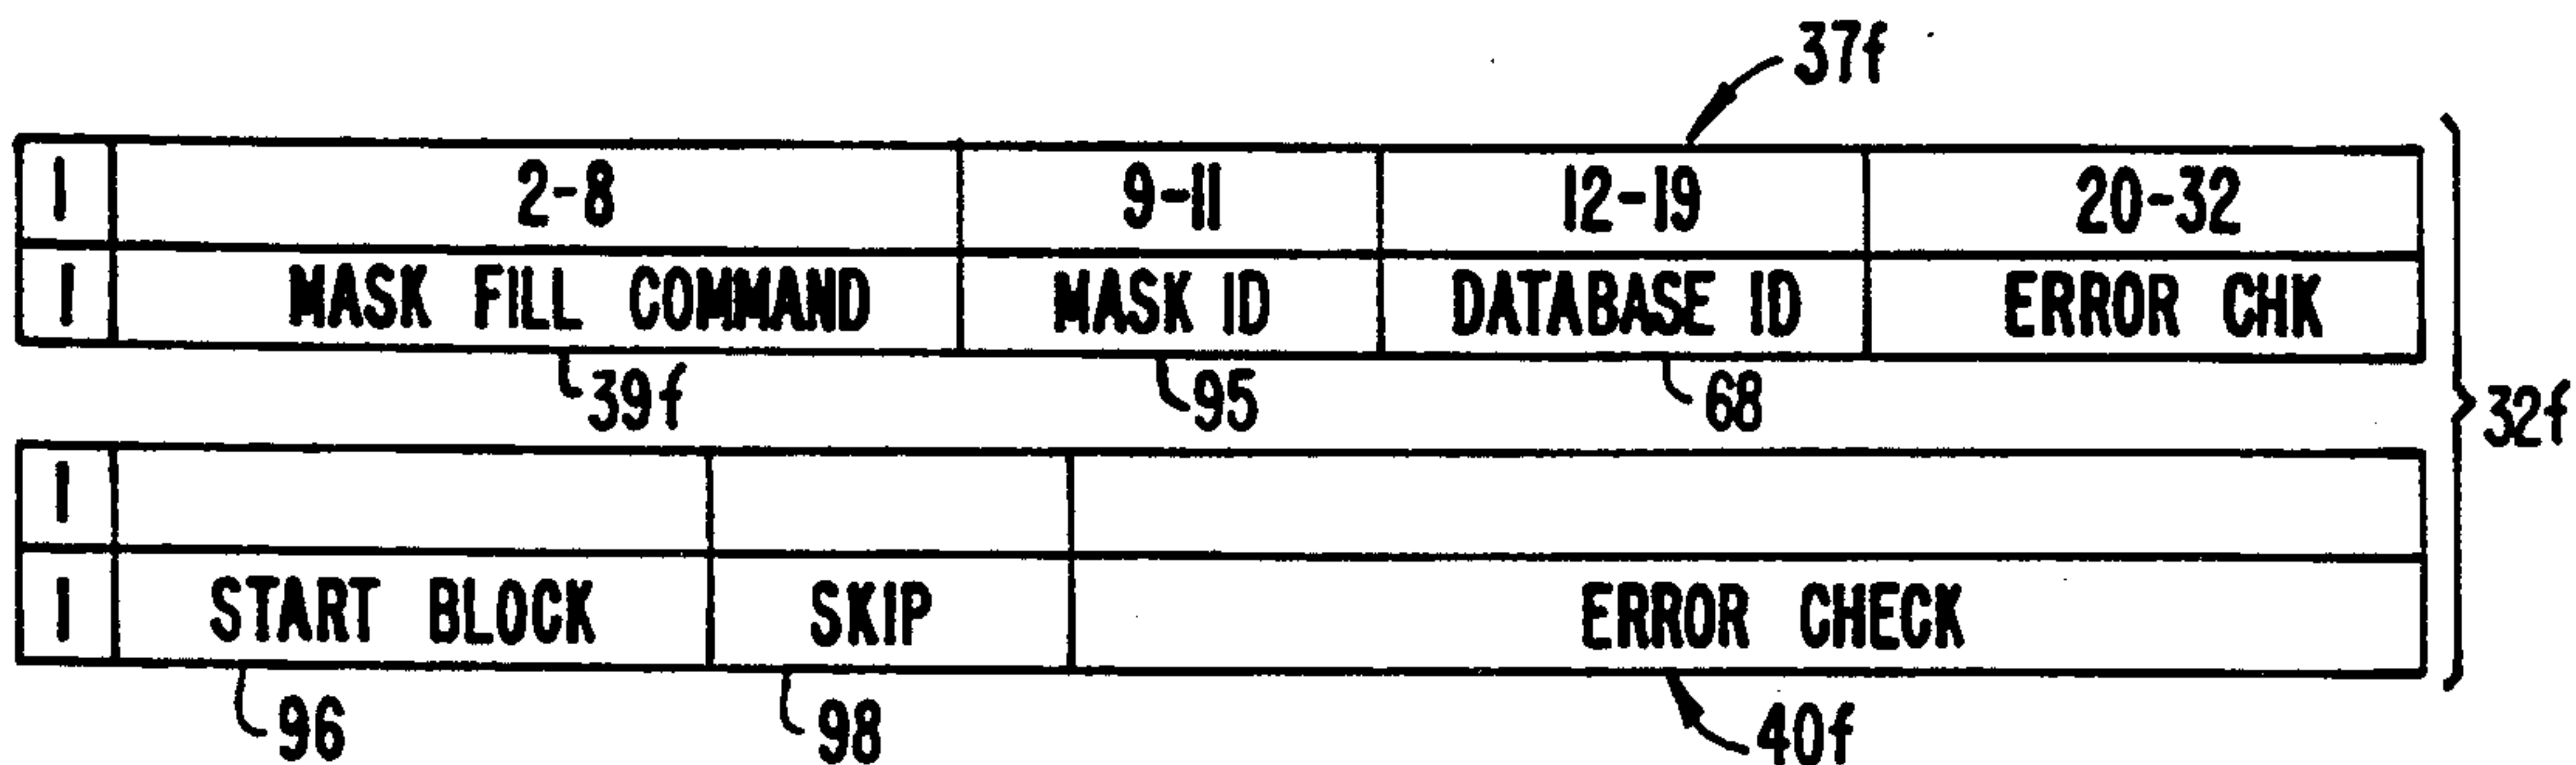 37f
1 2-8 9-11 12-19 20-32
1 MASK FILL COMMAND MASK ID DATABASE ID ERROR CHK
39f 95 68
32f
1
1 START BLOCK SKIP ERROR CHECK
96 98 40f